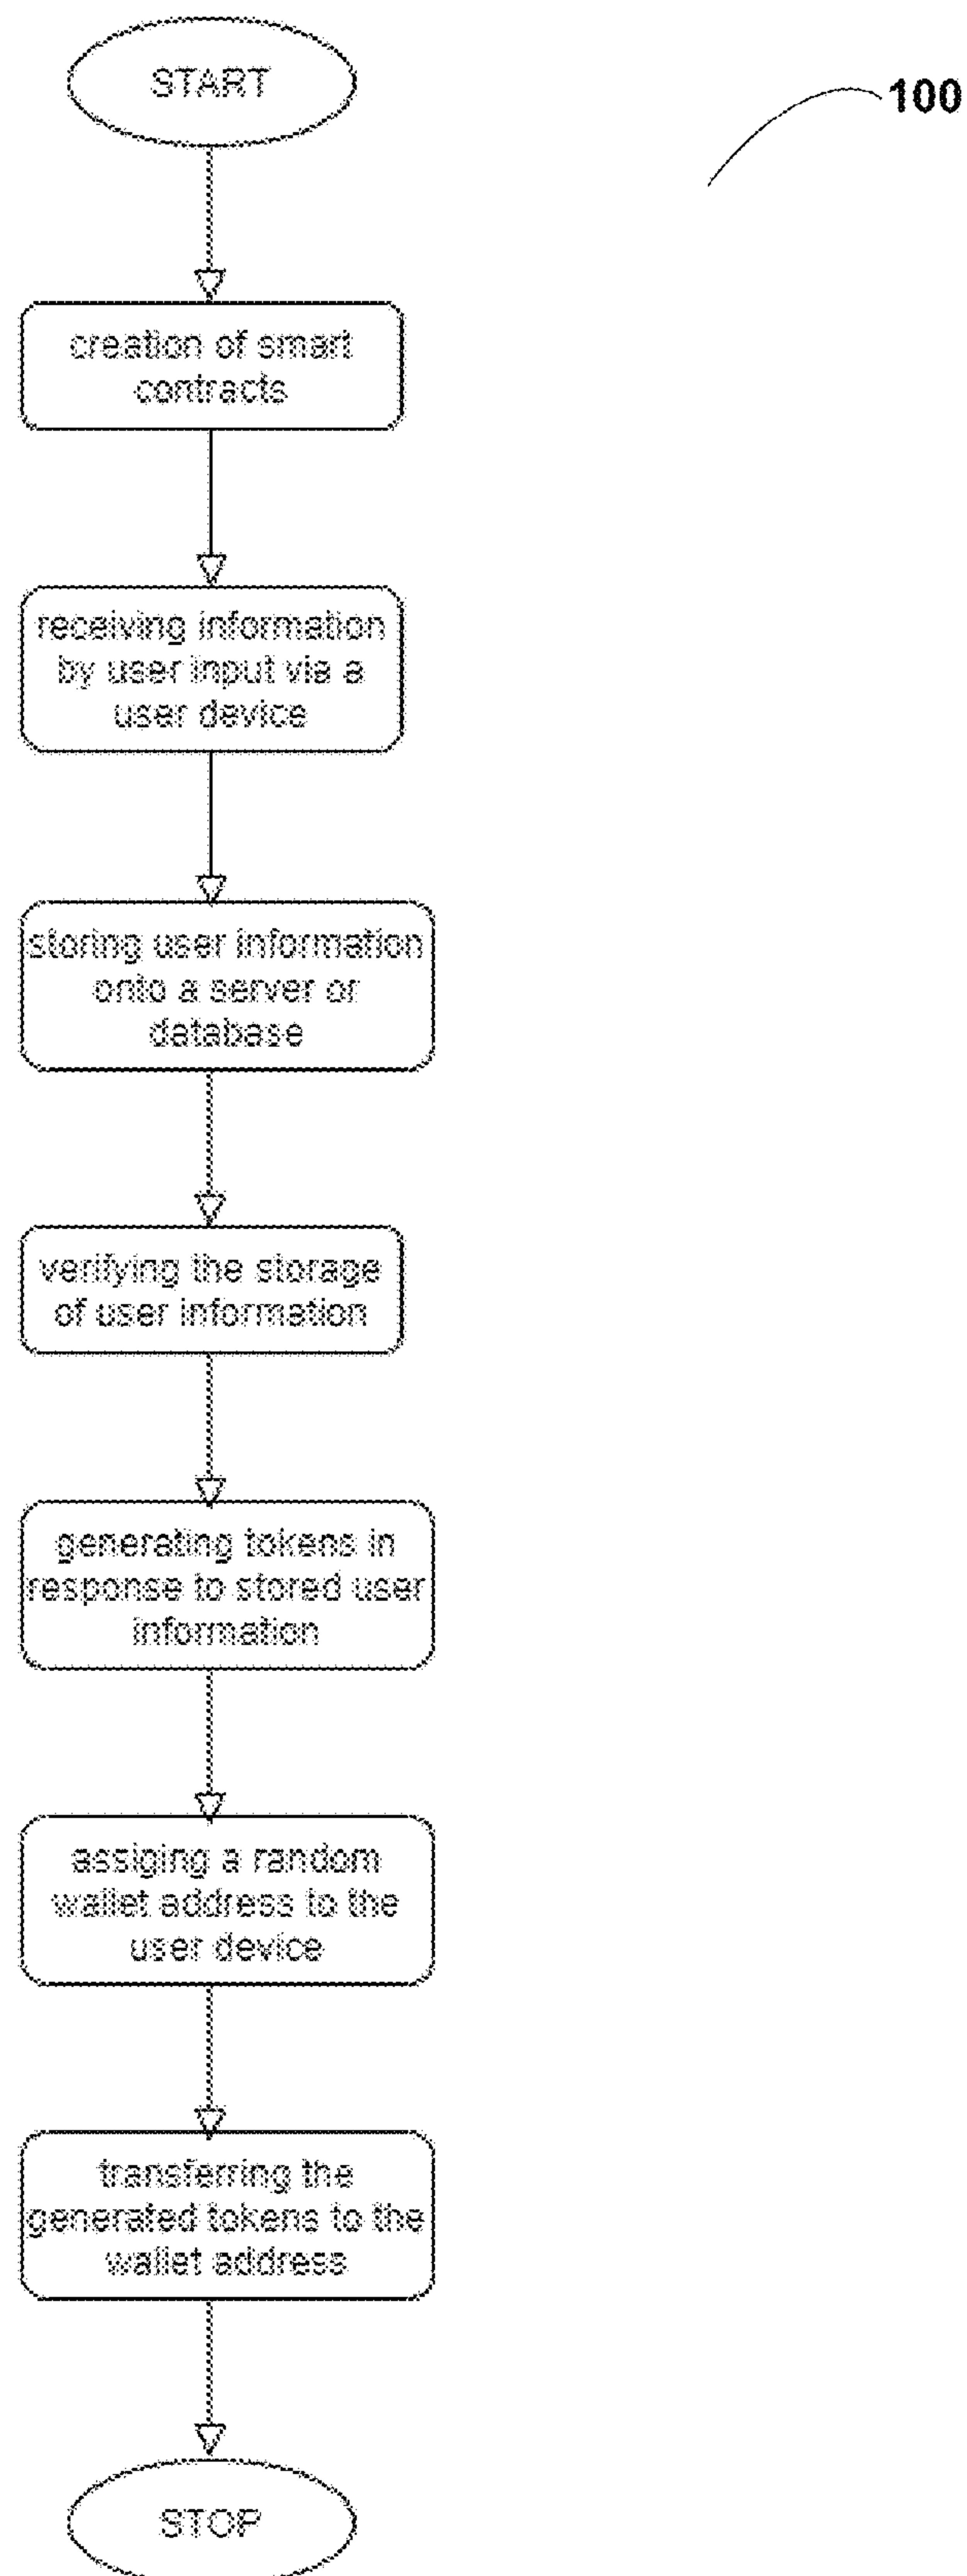 START
100
creation of smart
contracts
receiving information
by user input via a
user device
storing user information
onto a server or
database
verifying the storage
of user information
generating tokens in
response to stored user
information
assiging a random
wallet address to the
user device
transferring the
generated tokens to the
wallet address
STOP